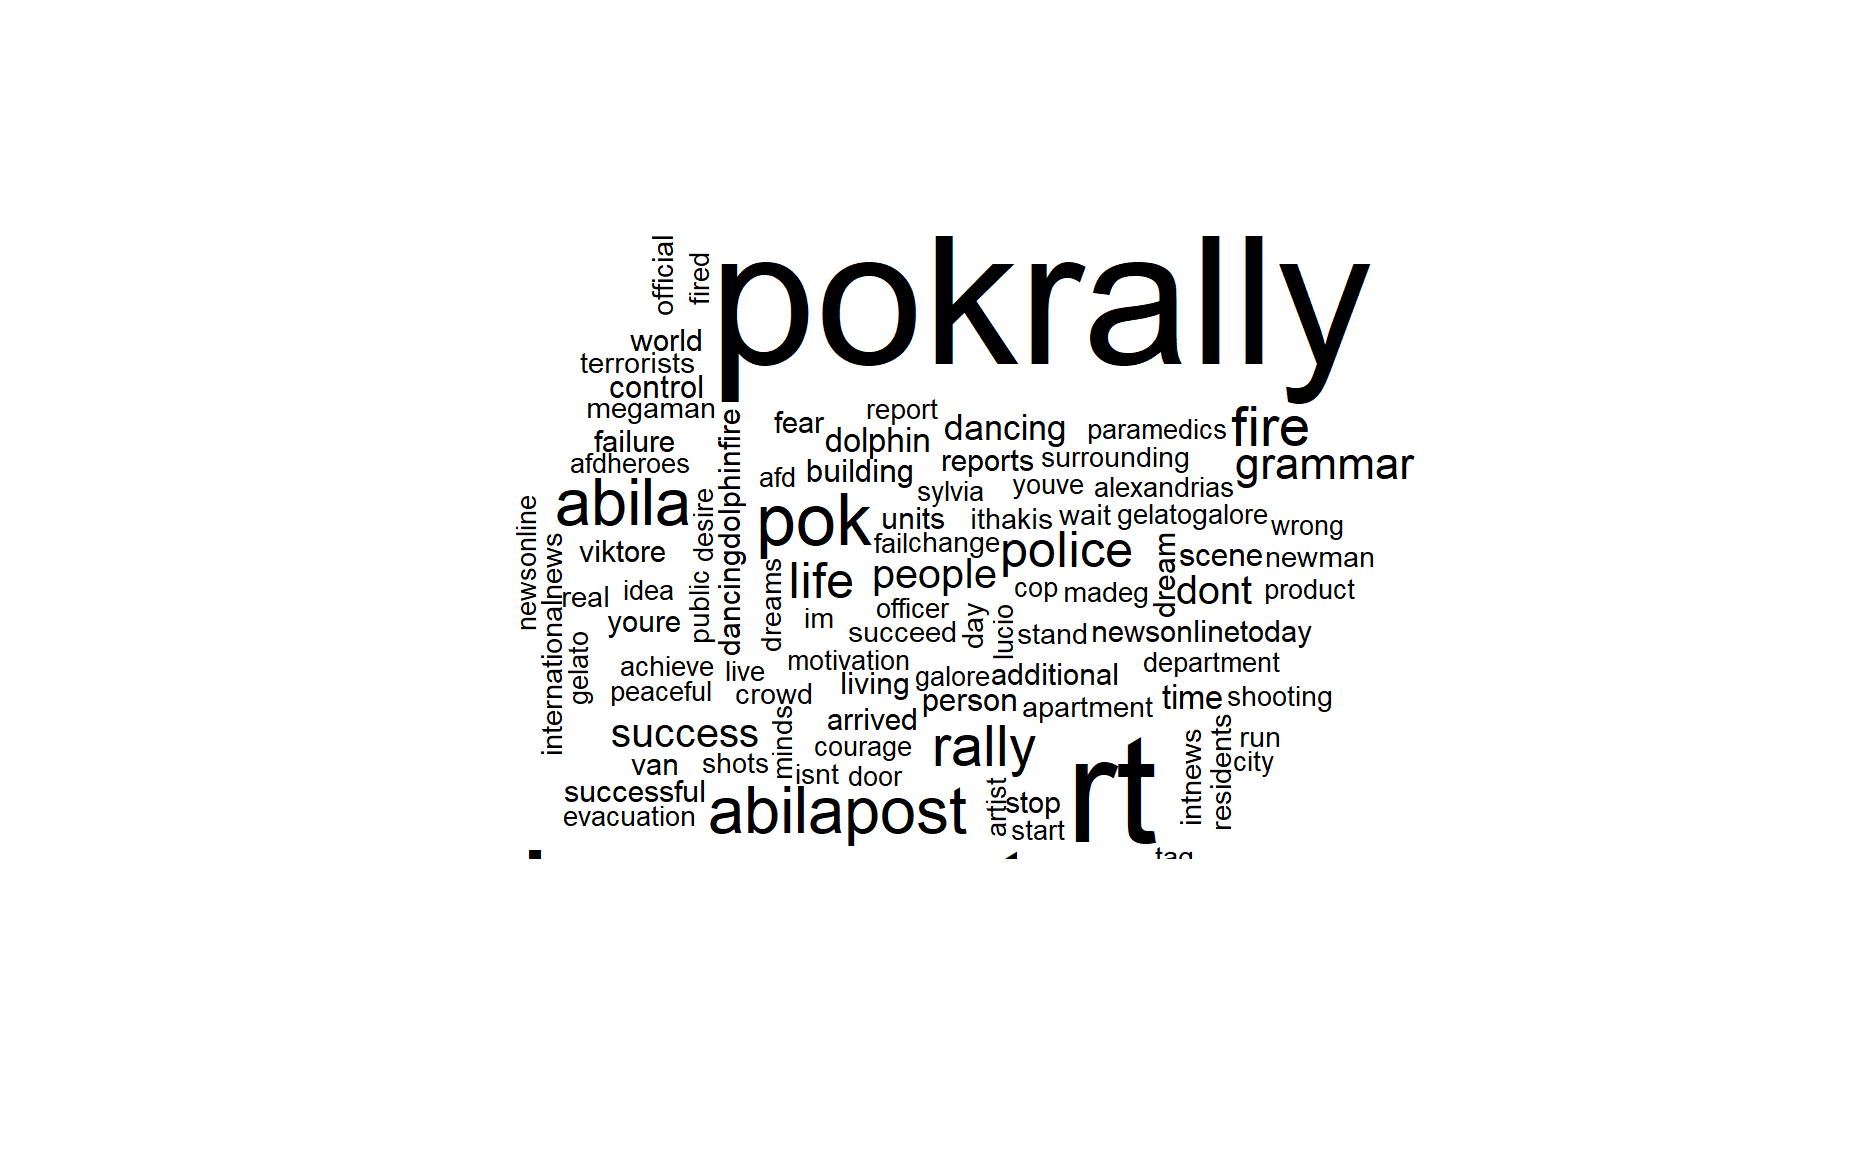 official
fired
pokrally
world
terrorists
control
megaman
failure
afdheroes
abila
dancingdolphinfire
fear
report
dolphin
dancing
paramedics
fire
afd
building
reports
surrounding
grammar
sylvia
youve
alexandrias
pok
units
ithakis
wait
gelatogalore
wrong
newsonline
internationalnews
viktore
desire
public
fail
change
police
dream
scene
newman
real
idea
dreams
life
people
cop
madeg
dont
product
youre
im
officer
succeed
day
lucio
stand
newsonlinetoday
gelato
achieve
live
motivation
living
galore
additional
department
peaceful
crowd
person
apartment
time
shooting
success
minds
arrived
courage
rally
rt
intnews
residents
run
city
van
shots
isnt
door
successful
evacuation
abilapost
artist
stop
start
tag